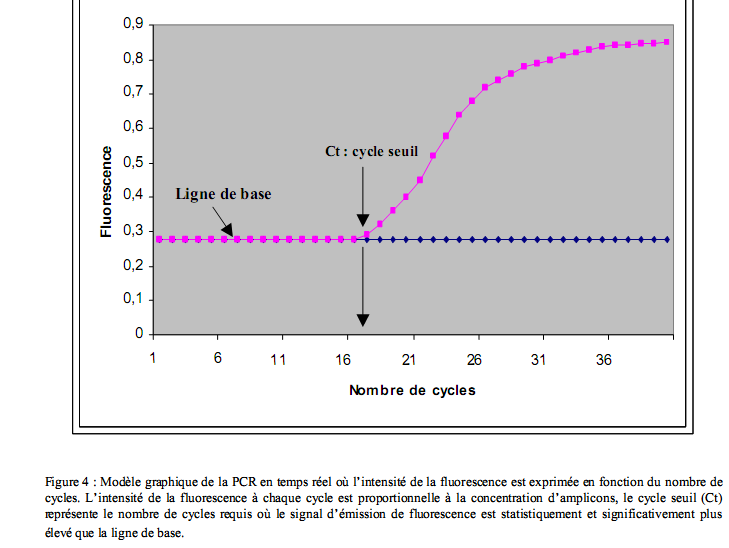 0,9
0,8
0,7
0,6
0,5
0,4
0,3
0,2
0,1
0
Fluorescence
Ct : cycle seuil
Ligne de base
1 6 11 16 21 26 31 36
Nombre de cycles
Figure 4 : Modèle graphique de la PCR en temps réel où l'intensité de la fluorescence est exprimée en fonction du nombre de
cycles. L'intensité de la fluorescence à chaque cycle est proportionnelle à la concentration d'amplicons, le cycle seuil (Ct)
représente le nombre de cycles requis où le signal d'émission de fluorescence est statistiquement et significativement plus
élevé que la ligne de base.